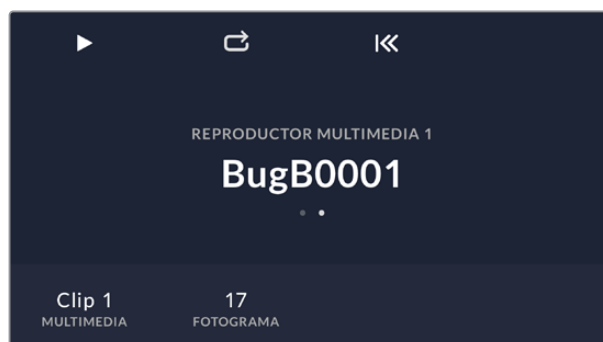 REPRODUCTOR MULTIMEDIA 1
BugB0001
Clip 1
MULTIMEDIA
17
FOTOGRAMA